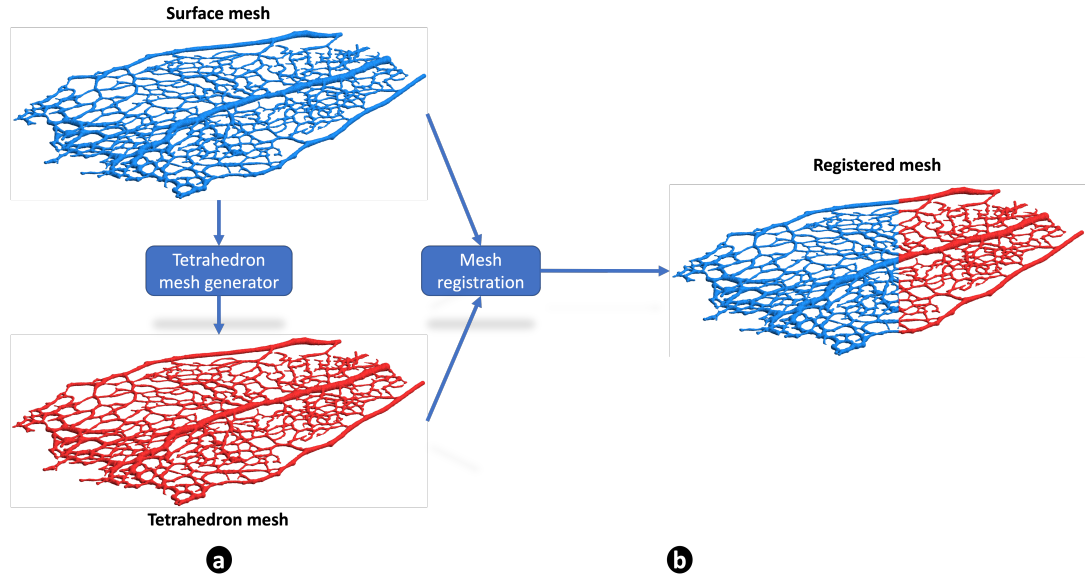 Surface mesh
Tetrahedron
mesh generator
Mesh
registration
Registered mesh
Tetrahedron mesh
a
b